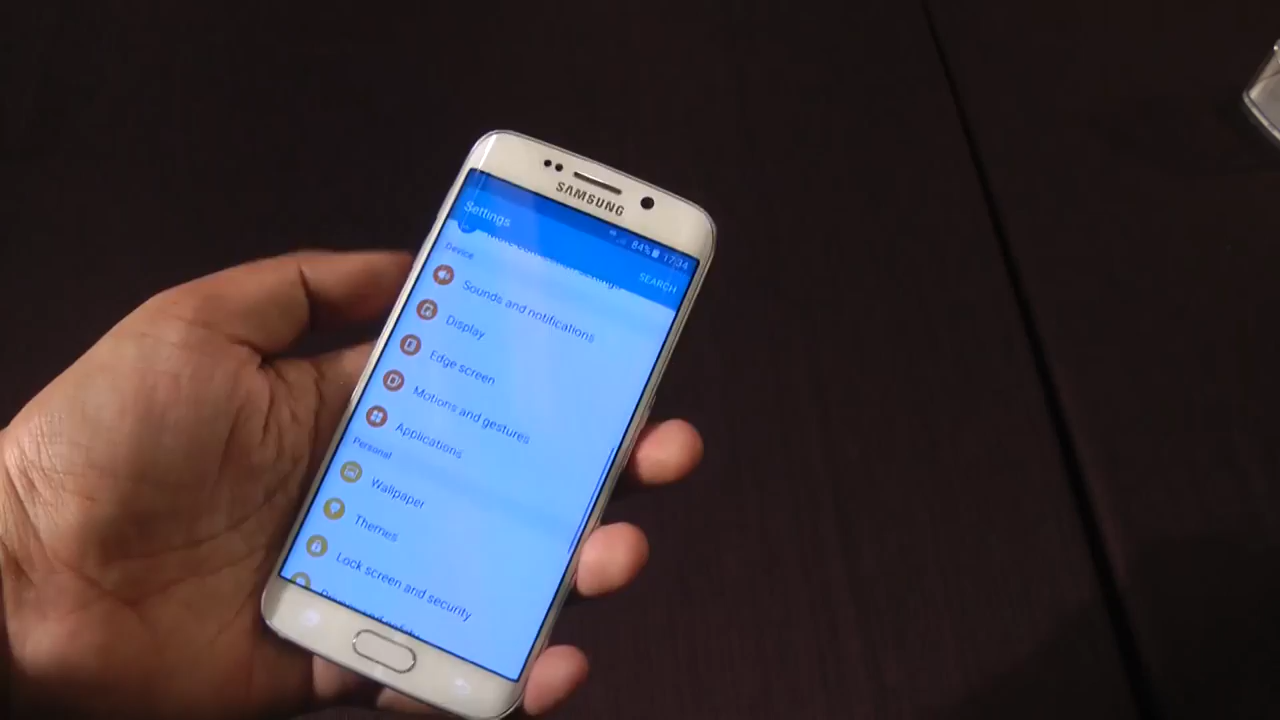 SAMSUNG
84% 17:34
Settings
SEARCH
Device
Sounds and notifications
Display
Edge screen
Motions and gestures
Applications
Personal
Wallpaper
Themes
Lock screen and security